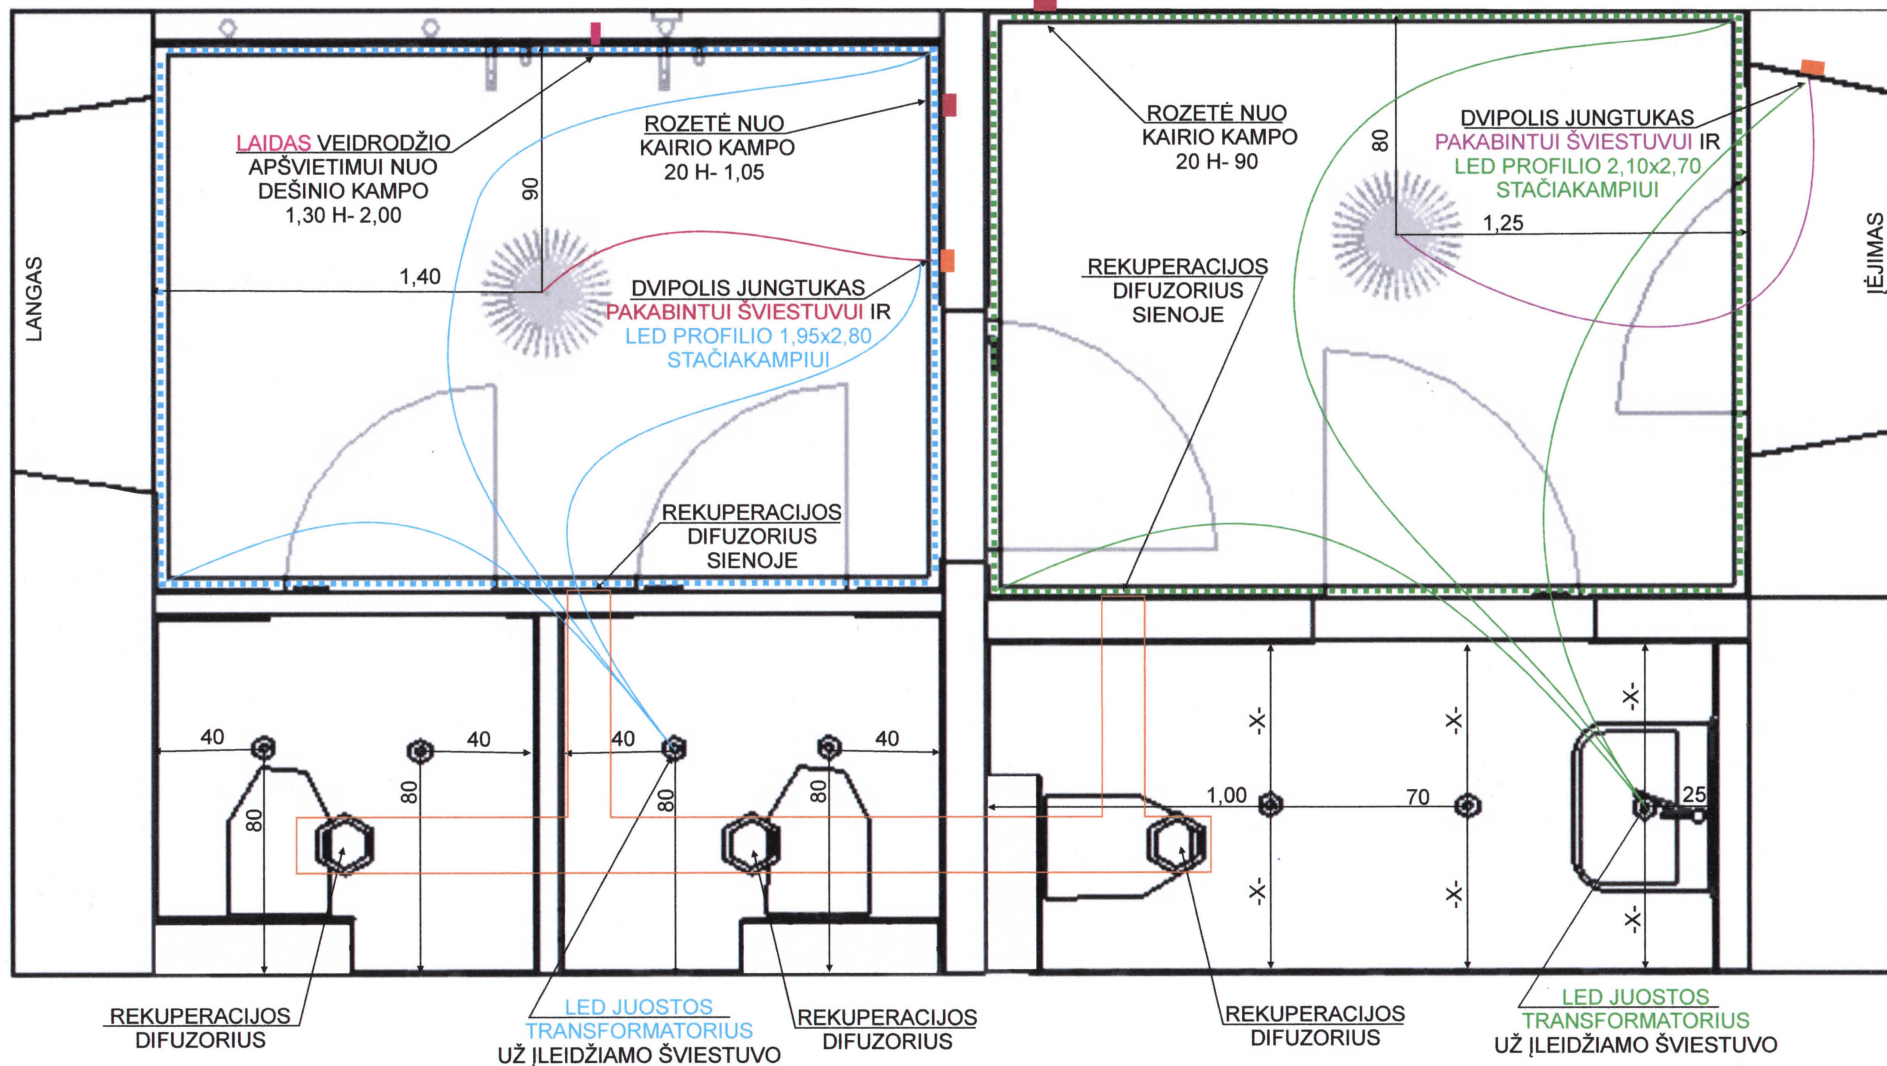 LAIDAS VEIDRODŽIO
APŠVIETIMUI NUO
DEŠINIO KAMPO
1,30 H- 2,00
90
ROZETĖ NUO
KAIRIO KAMPO
20 H- 1,05
ROZETĖ NUO
KAIRIO KAMPO
20 H- 90
80
DVIPOLIS JUNGTUKAS
PAKABINTUI ŠVIESTUVUI IR
LED PROFILIO 2,10x2,70
STAČIAKAMPIUI
LANGAS
1,40
DVIPOLIS JUNGTUKAS
PAKABINTUI ŠVIESTUVUI IR
LED PROFILIO 1,95x2,80
STAČIAKAMPIUI
REKUPERACIJOS
DIFUZORIUS
SIENOJE
1,25
ĮĖJIMAS
REKUPERACIJOS
DIFUZORIUS
SIENOJE
40
80
40
80
40
80
40
80
1,00
70
25
-X-
-X-
-X-
-X-
-X-
-X-
REKUPERACIJOS
DIFUZORIUS
LED JUOSTOS
TRANSFORMATORIUS
UŽ ĮLEIDŽIAMO ŠVIESTUVO
REKUPERACIJOS
DIFUZORIUS
REKUPERACIJOS
DIFUZORIUS
LED JUOSTOS
TRANSFORMATORIUS
UŽ ĮLEIDŽIAMO ŠVIESTUVO